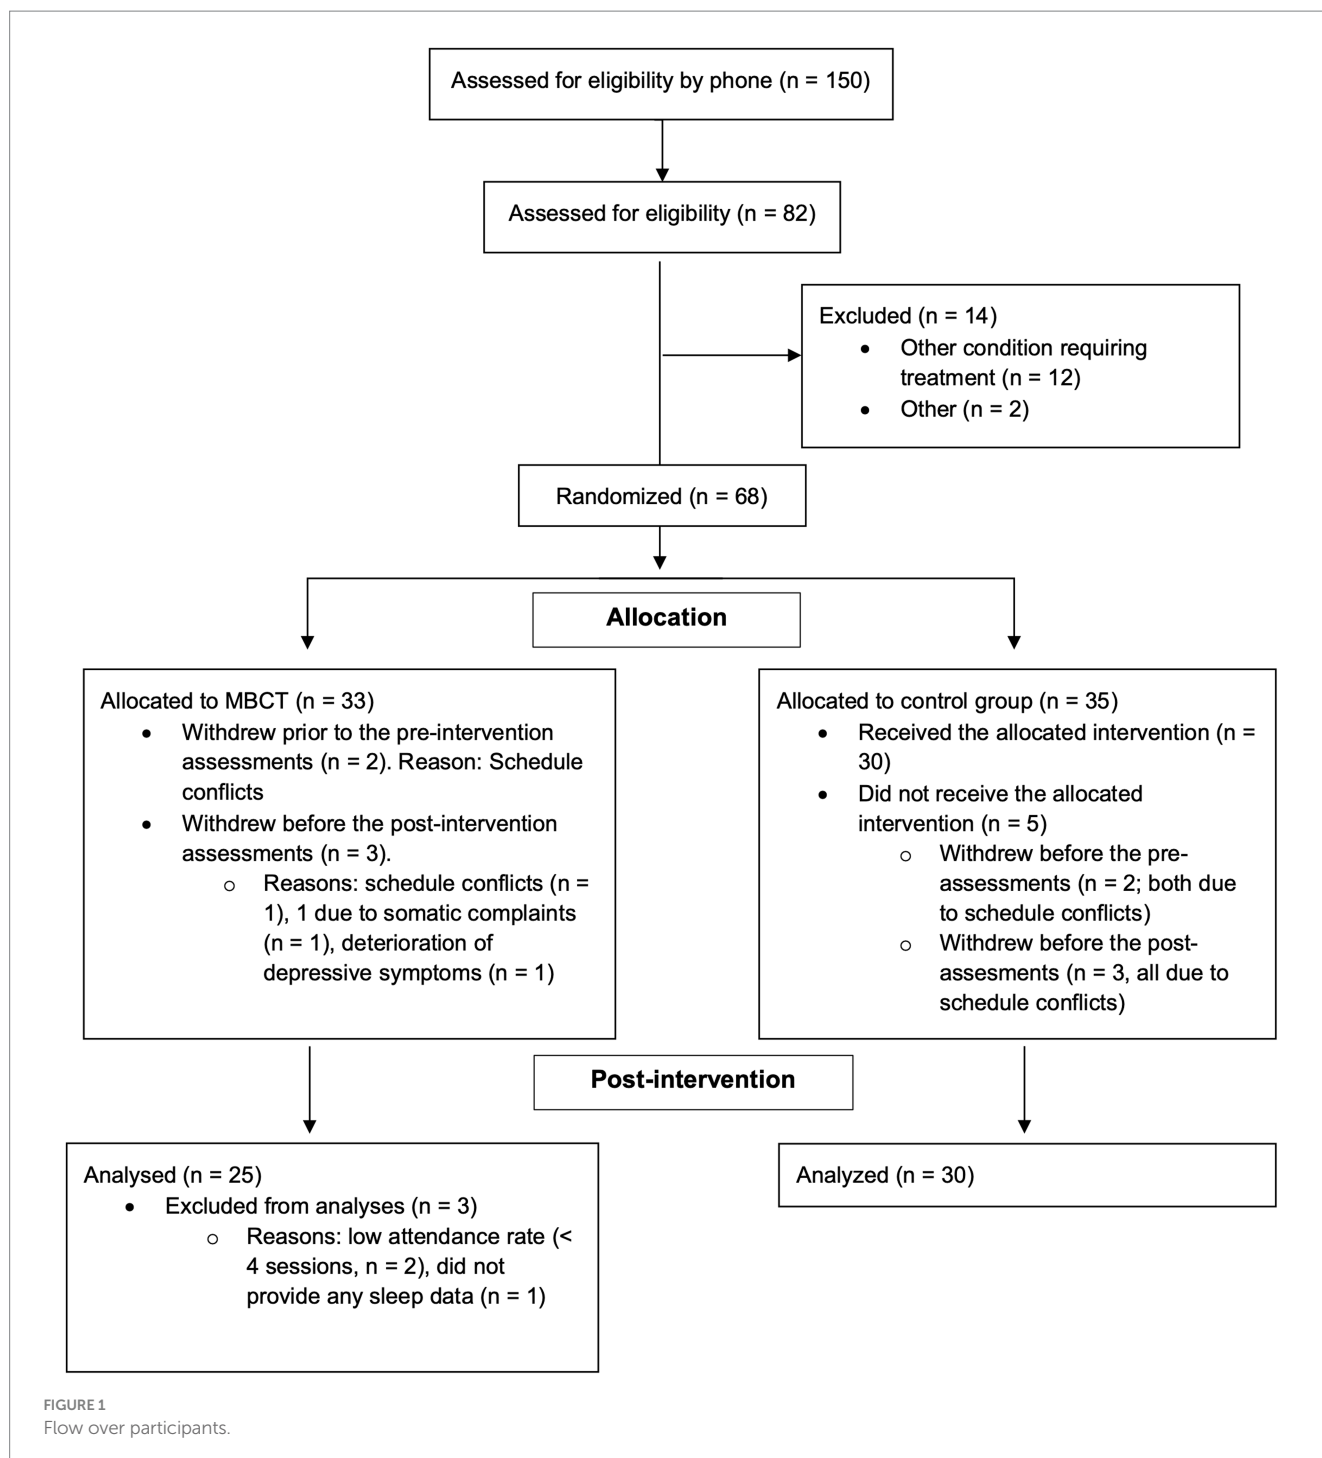 Assessed for eligibility by phone (n = 150)
Assessed for eligibility (n = 82)
Excluded (n = 14)
• Other condition requiring
treatment (n = 12)
• Other (n = 2)
Randomized (n = 68)
Allocation
Allocated to MBCT (n = 33)
• Withdrew prior to the pre-intervention
assessments (n = 2). Reason: Schedule
conflicts
• Withdrew before the post-intervention
assessments (n = 3).
o Reasons: schedule conflicts (n =
1), 1 due to somatic complaints
(n = 1), deterioration of
depressive symptoms (n = 1)
Allocated to control group (n = 35)
• Received the allocated intervention (n =
30)
• Did not receive the allocated
intervention (n = 5)
o Withdrew before the pre-
assessments (n = 2; both due
to schedule conflicts)
o Withdrew before the post-
assesments (n = 3, all due to
schedule conflicts)
Post-intervention
Analysed (n = 25)
• Excluded from analyses (n = 3)
o Reasons: low attendance rate (<
4 sessions, n = 2), did not
provide any sleep data (n = 1)
Analyzed (n = 30)
FIGURE 1
Flow over participants.